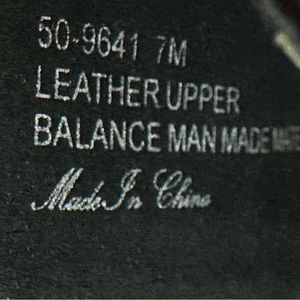 50-9641 7M
LEATHER UPPER
BALANCE MAN MADE
Made In China